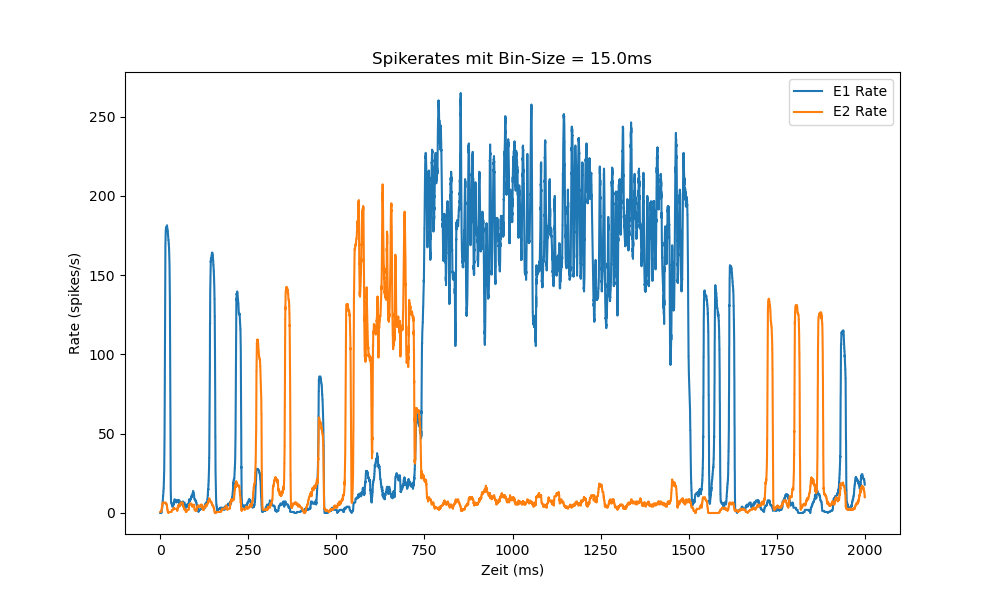 Spikerates mit Bin-Size = 15.0ms
E1 Rate
E2 Rate
250
200
150
100
50
0
Rate (spikes/s)
0 250 500 750 1000 1250 1500 1750 2000
Zeit (ms)